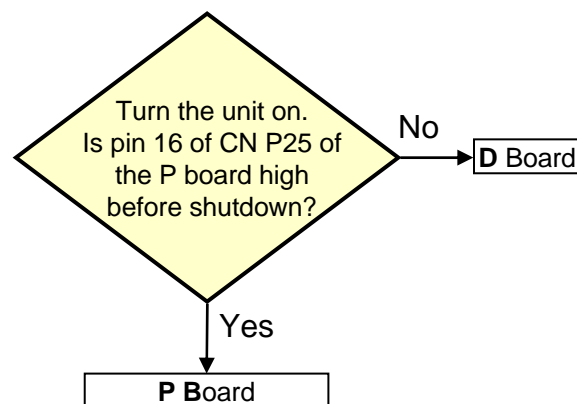 Turn the unit on.
Is pin 16 of CN P25 of
the P board high
before shutdown?
No
D Board
Yes
P Board